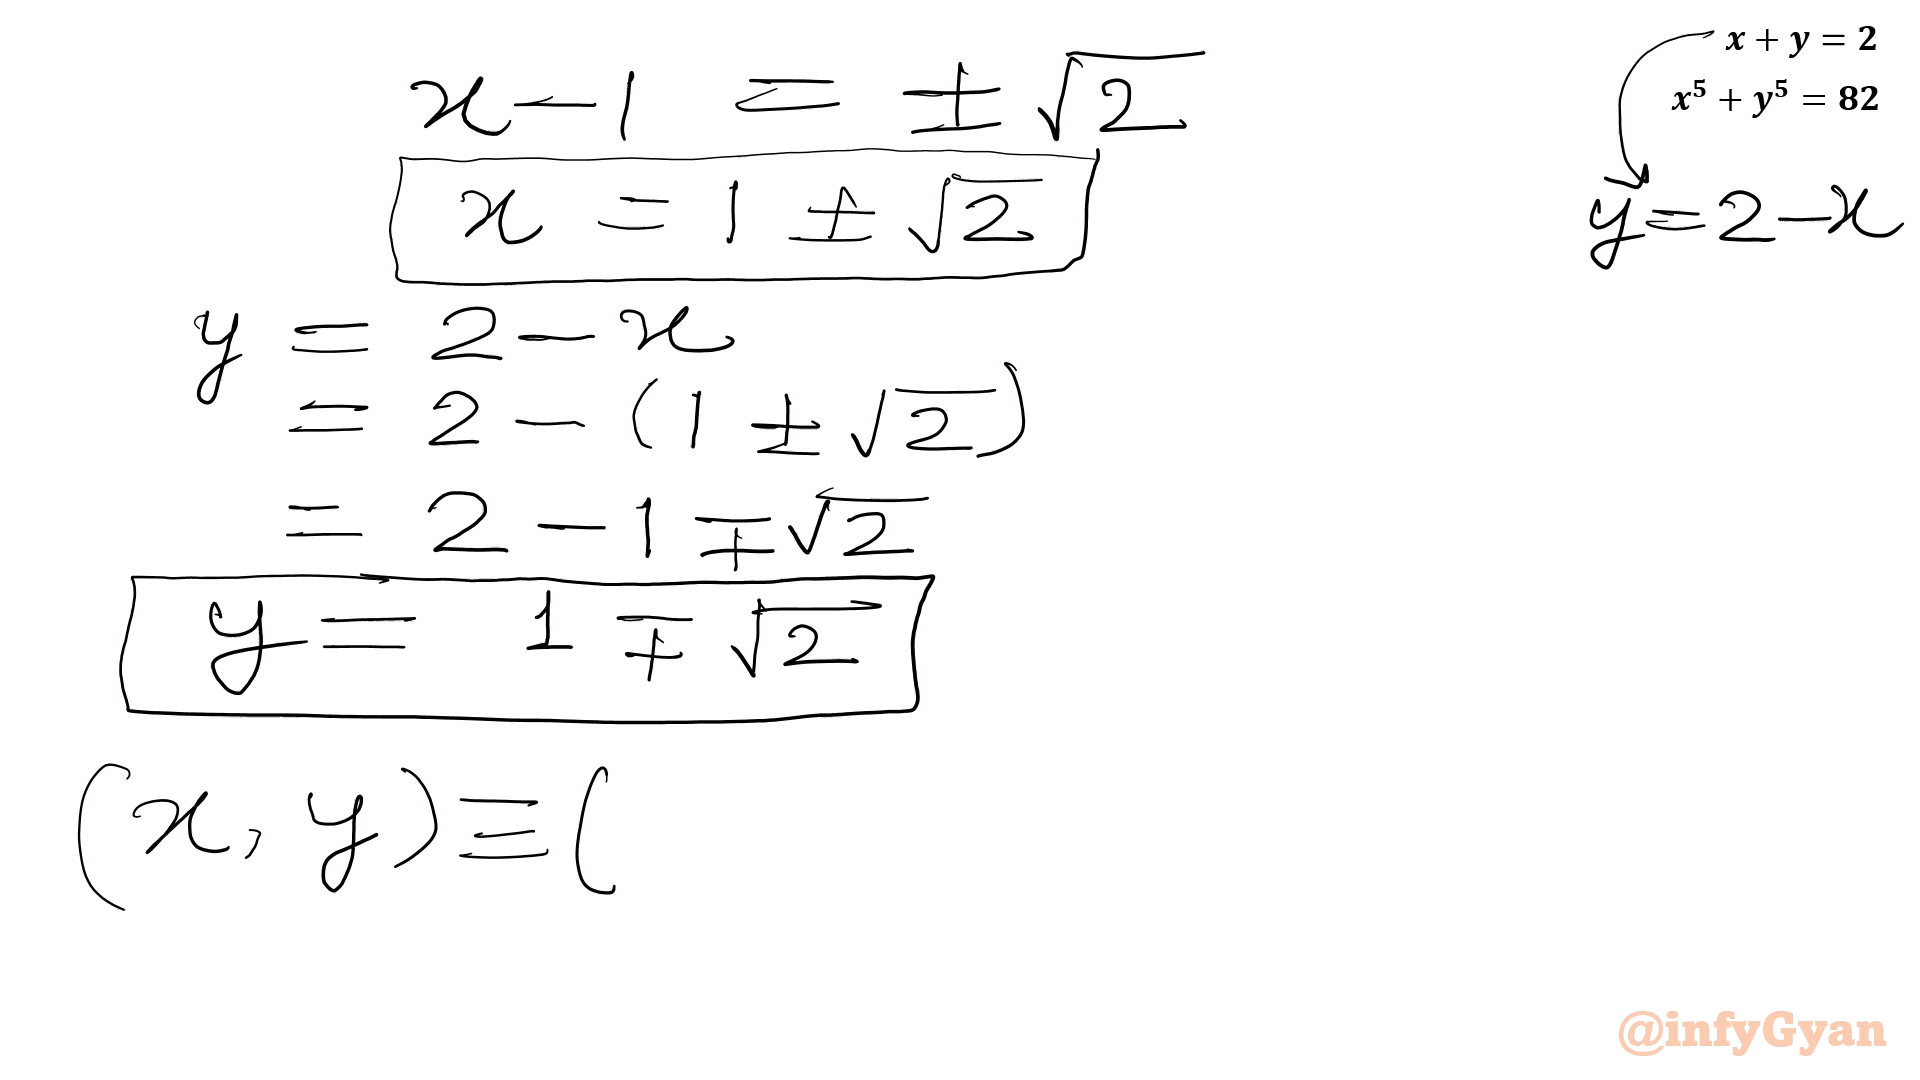 x − 1 = ± √2
x = 1 ± √2
y = 2 − x
= 2 − (1 ± √2)
= 2 − 1 ∓ √2
y = 1 ∓ √2
(x, y) ≡ (
x + y = 2
x⁵ + y⁵ = 82
y = 2 − x
@infyGyan